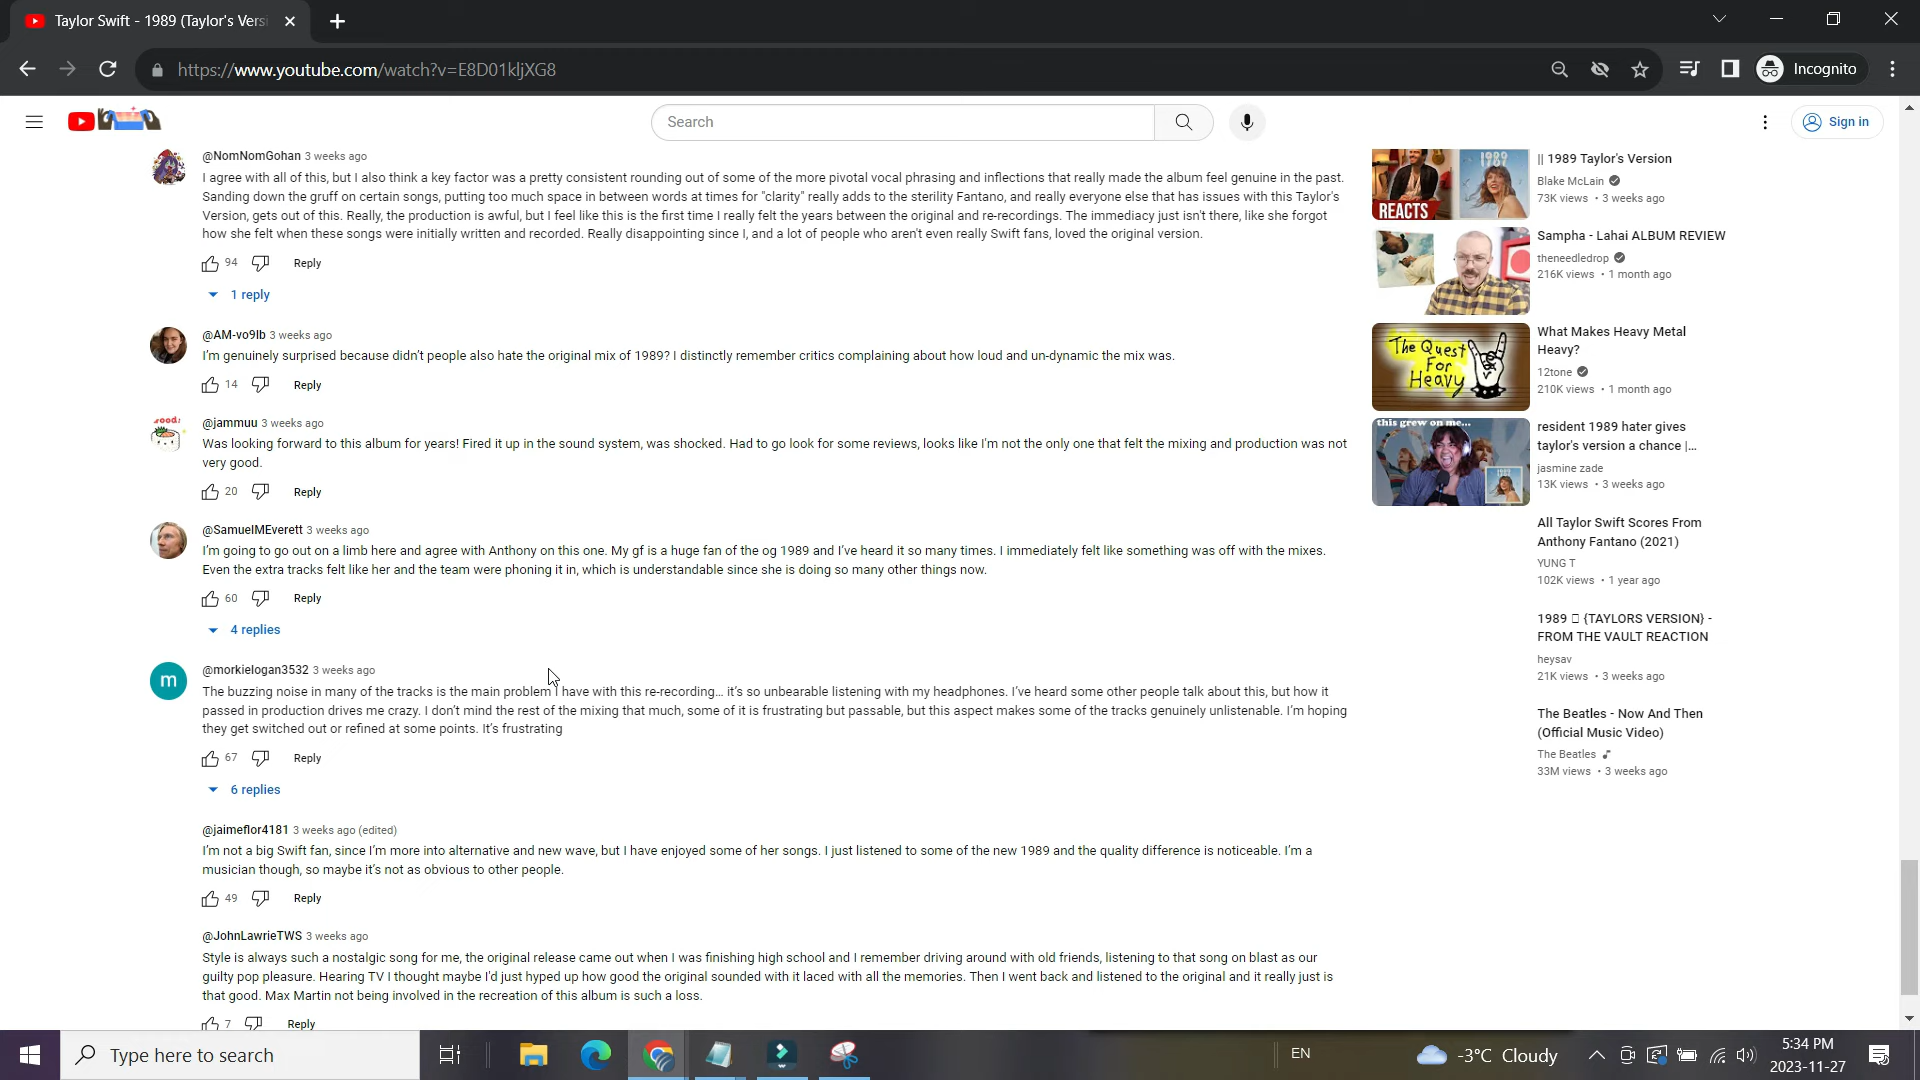 Taylor Swift - 1989 (Taylor's Versi
https://www.youtube.com/watch?v=E8D01kljXG8
Incognito
Search
Sign in
@NomNomGohan 3 weeks ago
I agree with all of this, but I also think a key factor was a pretty consistent rounding out of some of the more pivotal vocal phrasing and inflections that really made the album feel genuine in the past.
Sanding down the gruff on certain songs, putting too much space in between words at times for "clarity" really adds to the sterility Fantano, and really everyone else that has issues with this Taylor's
Version, gets out of this. Really, the production is awful, but I feel like this is the first time I really felt the years between the original and re-recordings. The immediacy just isn't there, like she forgot
how she felt when these songs were initially written and recorded. Really disappointing since I, and a lot of people who aren't even really Swift fans, loved the original version.
94 Reply
1 reply
@AM-vo9lb 3 weeks ago
I'm genuinely surprised because didn't people also hate the original mix of 1989? I distinctly remember critics complaining about how loud and un-dynamic the mix was.
14 Reply
@jammuu 3 weeks ago
Was looking forward to this album for years! Fired it up in the sound system, was shocked. Had to go look for some reviews, looks like I'm not the only one that felt the mixing and production was not
very good.
20 Reply
@SamuelMEverett 3 weeks ago
I'm going to go out on a limb here and agree with Anthony on this one. My gf is a huge fan of the og 1989 and I've heard it so many times. I immediately felt like something was off with the mixes.
Even the extra tracks felt like her and the team were phoning it in, which is understandable since she is doing so many other things now.
60 Reply
4 replies
m
@morkielogan3532 3 weeks ago
The buzzing noise in many of the tracks is the main problem I have with this re-recording... it's so unbearable listening with my headphones. I've heard some other people talk about this, but how it
passed in production drives me crazy. I don't mind the rest of the mixing that much, some of it is frustrating but passable, but this aspect makes some of the tracks genuinely unlistenable. I'm hoping
they get switched out or refined at some points. It's frustrating
67 Reply
6 replies
@jaimeflor4181 3 weeks ago (edited)
I'm not a big Swift fan, since I'm more into alternative and new wave, but I have enjoyed some of her songs. I just listened to some of the new 1989 and the quality difference is noticeable. I'm a
musician though, so maybe it's not as obvious to other people.
49 Reply
@JohnLawrieTWS 3 weeks ago
Style is always such a nostalgic song for me, the original release came out when I was finishing high school and I remember driving around with old friends, listening to that song on blast as our
guilty pop pleasure. Hearing TV I thought maybe I'd just hyped up how good the original sounded with it laced with all the memories. Then I went back and listened to the original and it really just is
that good. Max Martin not being involved in the recreation of this album is such a loss.
7 Reply
REACTS
|| 1989 Taylor's Version
Blake McLain
73K views • 3 weeks ago
Sampha - Lahai ALBUM REVIEW
theneedledrop
216K views • 1 month ago
The Quest
For
Heavy
What Makes Heavy Metal
Heavy?
12tone
210K views • 1 month ago
this grew on me...
resident 1989 hater gives
taylor's version a chance |...
jasmine zade
13K views • 3 weeks ago
All Taylor Swift Scores From
Anthony Fantano (2021)
YUNG T
102K views • 1 year ago
1989 {TAYLORS VERSION} -
FROM THE VAULT REACTION
heysav
21K views • 3 weeks ago
The Beatles - Now And Then
(Official Music Video)
The Beatles
33M views • 3 weeks ago
Type here to search
EN
-3°C Cloudy
5:34 PM
2023-11-27